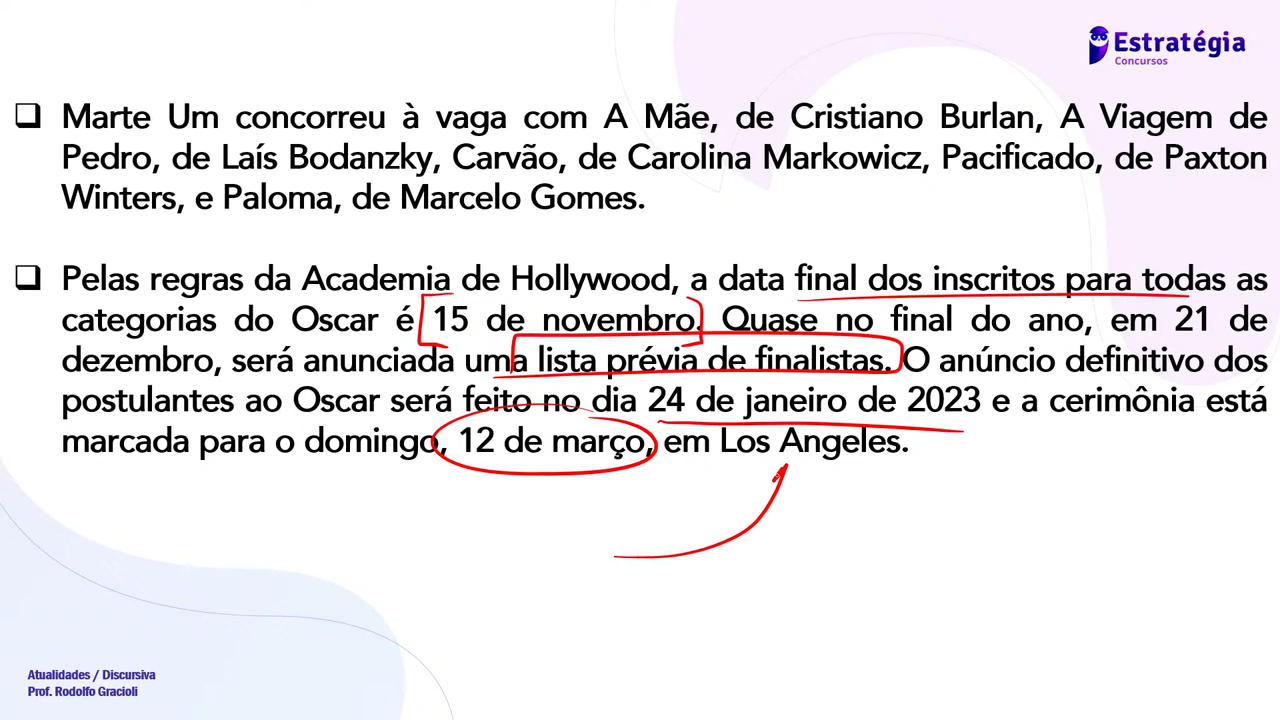 Estratégia
Concursos
❑ Marte Um concorreu à vaga com A Mãe, de Cristiano Burlan, A Viagem de
Pedro, de Laís Bodanzky, Carvão, de Carolina Markowicz, Pacificado, de Paxton
Winters, e Paloma, de Marcelo Gomes.
❑ Pelas regras da Academia de Hollywood, a data final dos inscritos para todas as
categorias do Oscar é 15 de novembro. Quase no final do ano, em 21 de
dezembro, será anunciada uma lista prévia de finalistas. O anúncio definitivo dos
postulantes ao Oscar será feito no dia 24 de janeiro de 2023 e a cerimônia está
marcada para o domingo, 12 de março, em Los Angeles.
Atualidades / Discursiva
Prof. Rodolfo Gracioli